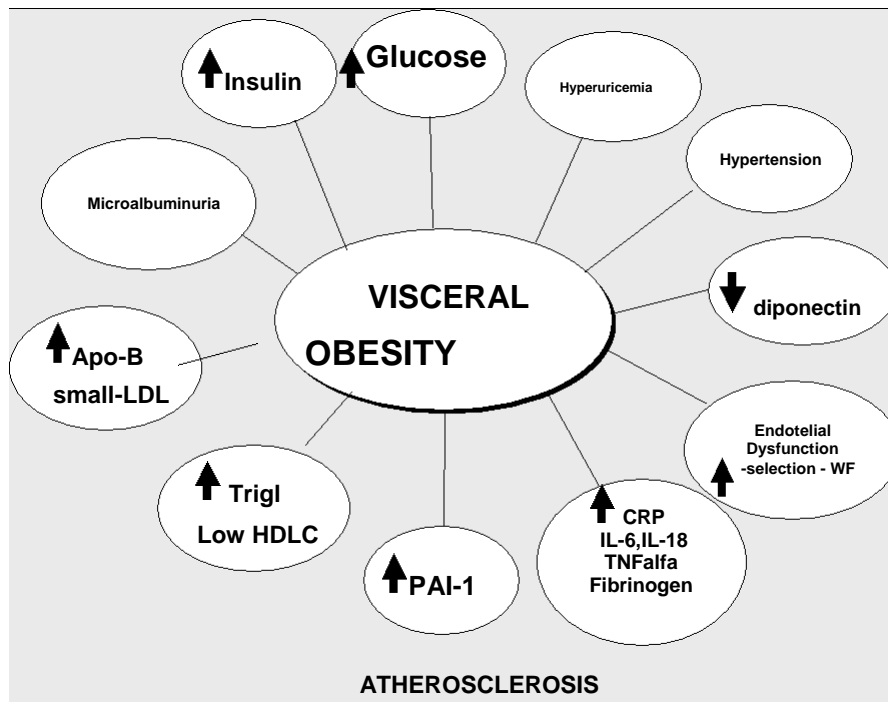 Insulin
Glucose
Hyperuricemia
Hypertension
Microalbuminuria
VISCERAL
OBESITY
diponectin
Apo-B
small-LDL
Endotelial
Dysfunction
-selection - WF
Trigl
Low HDLC
CRP
IL-6,IL-18
TNFalfa
Fibrinogen
PAI-1
ATHEROSCLEROSIS